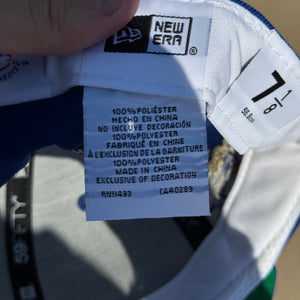 NEW ERA
®
7 1/8
56.8cm
100%POLIÉSTER
HECHO EN CHINA
NO INCLUYE DECORACIÓN
100%POLYESTER
FABRIQUÉ EN CHINE
À L'EXCLUSION DE LA GARNITURE
100%POLYESTER
MADE IN CHINA
EXCLUSIVE OF DECORATION
RN11493 CA40289
59FIFTY